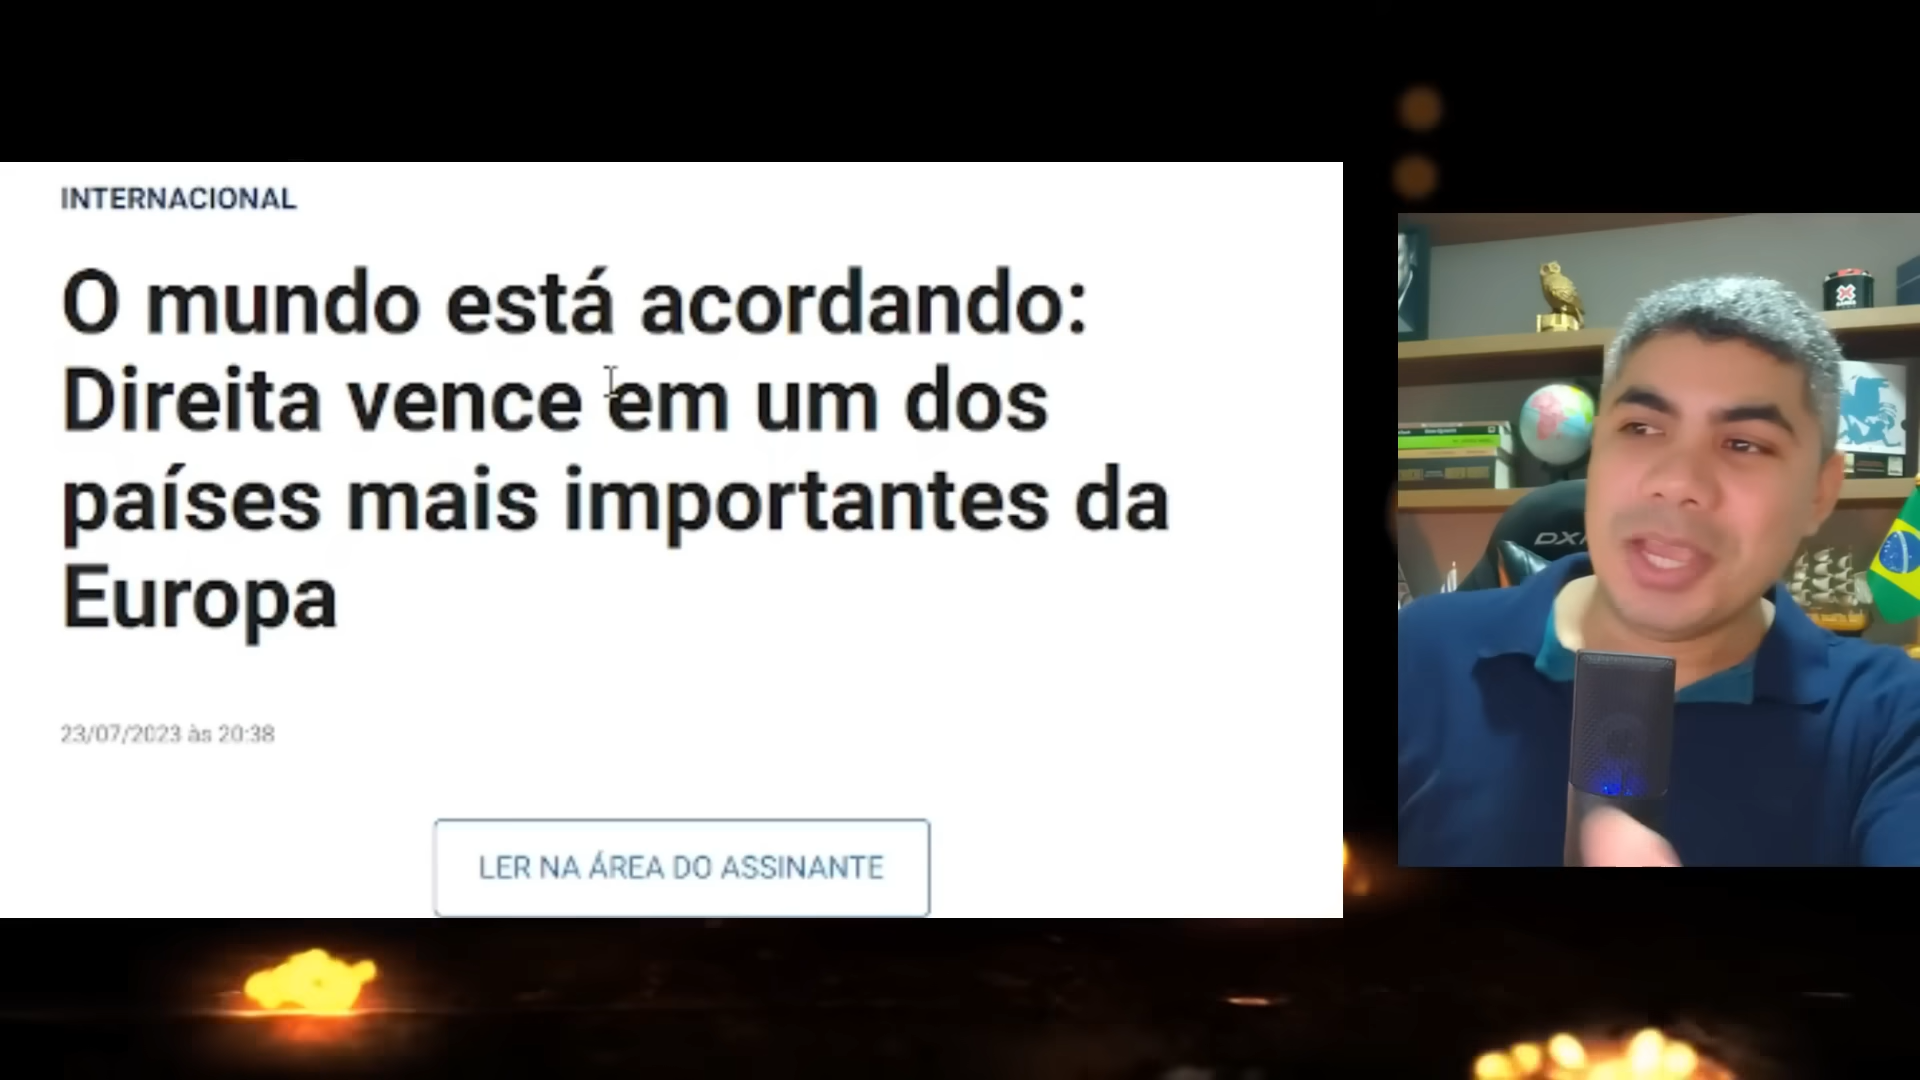 INTERNACIONAL
O mundo está acordando:
Direita vence em um dos
países mais importantes da
Europa
23/07/2023 às 20:38
LER NA ÁREA DO ASSINANTE